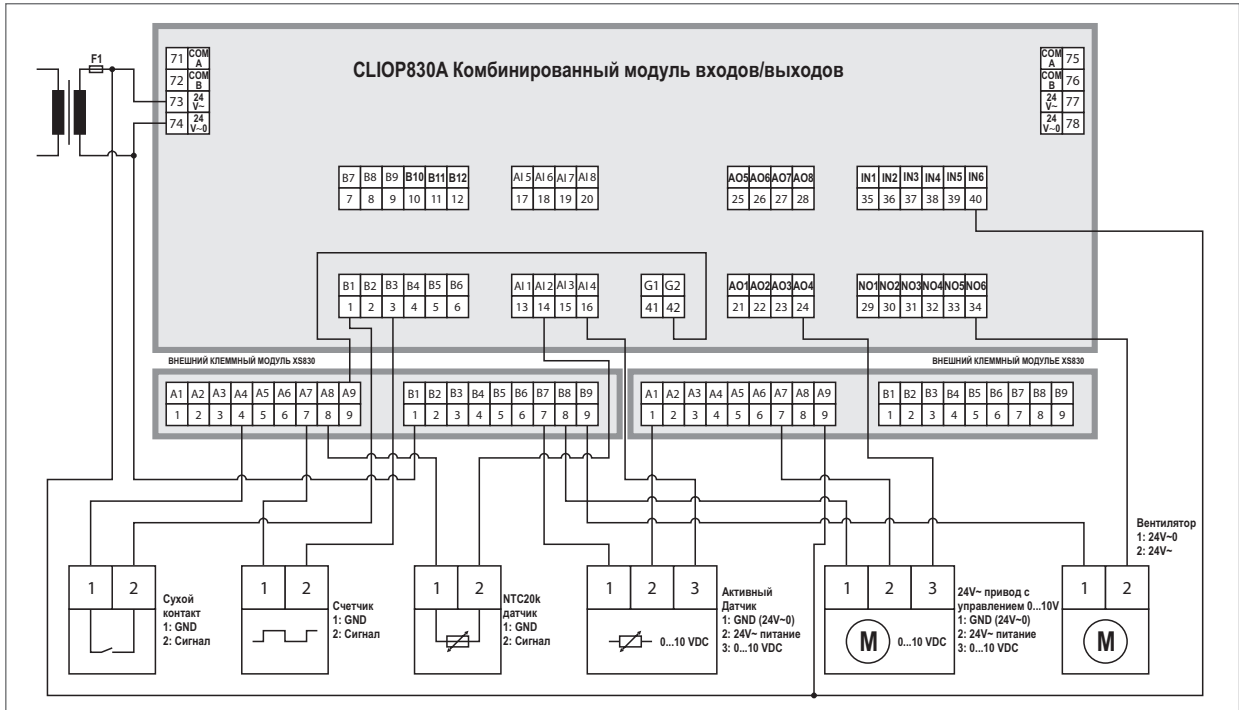 CLIOP830A Комбинированный модуль входов/выходов
F1
71 COM A
72 COM B
73 24 V~
74 24 V~0
COM A 75
COM B 76
24 V~ 77
24 V~0 78
B7 B8 B9 B10 B11 B12
7 8 9 10 11 12
AI 5 AI 6 AI 7 AI 8
17 18 19 20
AO5 AO6 AO7 AO8
25 26 27 28
IN1 IN2 IN3 IN4 IN5 IN6
35 36 37 38 39 40
B1 B2 B3 B4 B5 B6
1 2 3 4 5 6
AI 1 AI 2 AI 3 AI 4
13 14 15 16
G1 G2
41 42
AO1 AO2 AO3 AO4
21 22 23 24
NO1 NO2 NO3 NO4 NO5 NO6
29 30 31 32 33 34
ВНЕШНИЙ КЛЕММНЫЙ МОДУЛЬ XS830
ВНЕШНИЙ КЛЕММНЫЙ МОДУЛЬЕ XS830
A1 A2 A3 A4 A5 A6 A7 A8 A9
1 2 3 4 5 6 7 8 9
B1 B2 B3 B4 B5 B6 B7 B8 B9
1 2 3 4 5 6 7 8 9
A1 A2 A3 A4 A5 A6 A7 A8 A9
1 2 3 4 5 6 7 8 9
B1 B2 B3 B4 B5 B6 B7 B8 B9
1 2 3 4 5 6 7 8 9
1 2
Сухой
контакт
1: GND
2: Сигнал
1 2
Счетчик
1: GND
2: Сигнал
1 2
NTC20k
датчик
1: GND
2: Сигнал
1 2 3
0...10 VDC
Активный
Датчик
1: GND (24V~0)
2: 24V~ питание
3: 0...10 VDC
1 2 3
M 0...10 VDC
24V~ привод с
управлением 0...10V
1: GND (24V~0)
2: 24V~ питание
3: 0...10 VDC
Вентилятор
1: 24V~0
2: 24V~
1 2
M